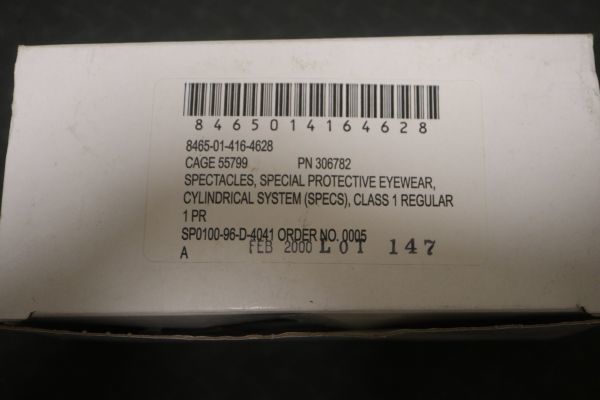 8465014164628
8465-01-416-4628
CAGE 55799 PN 306782
SPECTACLES, SPECIAL PROTECTIVE EYEWEAR,
CYLINDRICAL SYSTEM (SPECS), CLASS 1 REGULAR
1 PR
SP0100-96-D-4041 ORDER NO. 0005
A FEB 2000 LOT 147